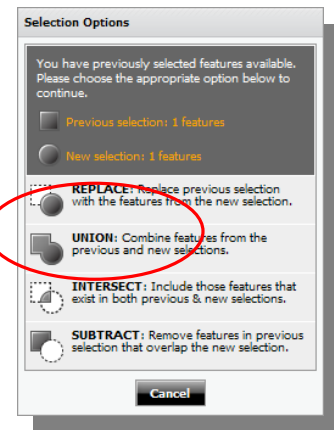 Selection Options
You have previously selected features available.
Please choose the appropriate option below to
continue.
Previous selection: 1 features
New selection: 1 features
REPLACE: Replace previous selection
with the features from the new selection.
UNION: Combine features from the
previous and new selections.
INTERSECT: Include those features that
exist in both previous & new selections.
SUBTRACT: Remove features in previous
selection that overlap the new selection.
Cancel